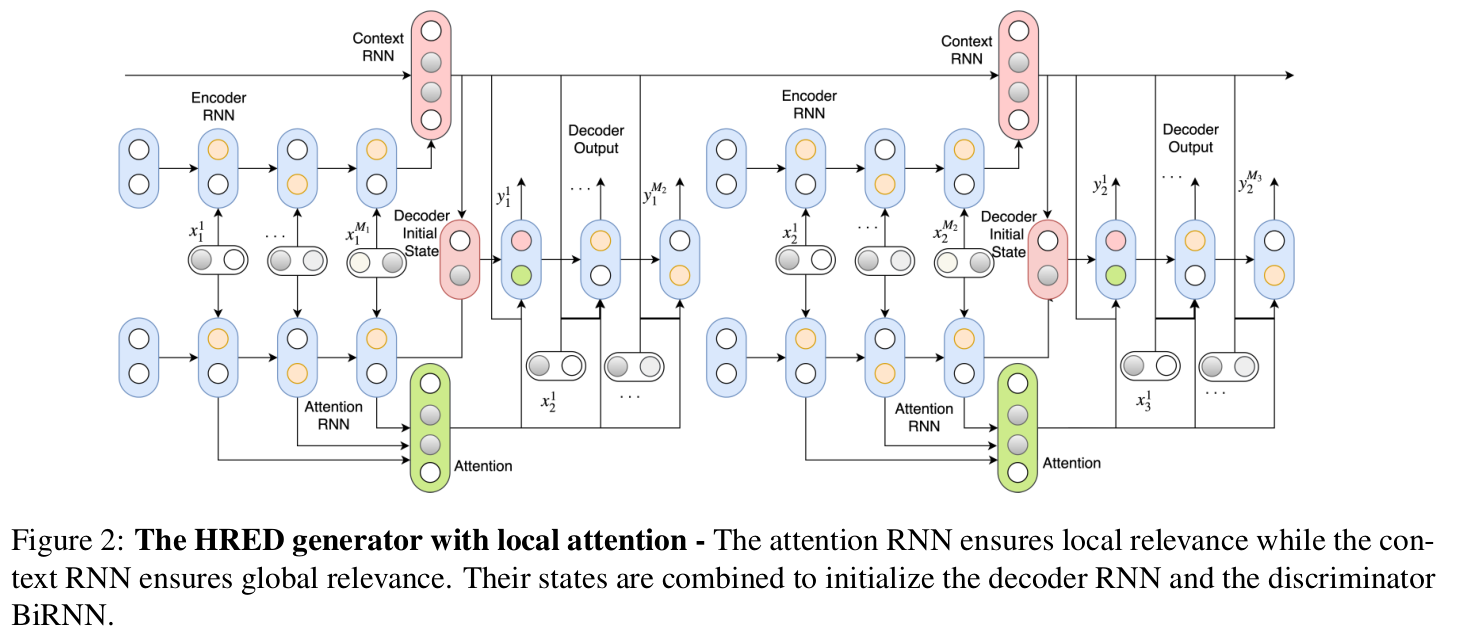 Context
RNN
Encoder
RNN
Decoder
Output
x_1^1
. . .
x_1^{M_1}
Decoder
Initial
State
y_1^1
. . .
y_1^{M_2}
Attention
RNN
Attention
x_2^1
. . .
Context
RNN
Encoder
RNN
Decoder
Output
x_2^1
. . .
x_2^{M_2}
Decoder
Initial
State
y_2^1
. . .
y_2^{M_3}
Attention
RNN
Attention
x_3^1
. . .
Figure 2: The HRED generator with local attention - The attention RNN ensures local relevance while the con-
text RNN ensures global relevance. Their states are combined to initialize the decoder RNN and the discriminator
BiRNN.